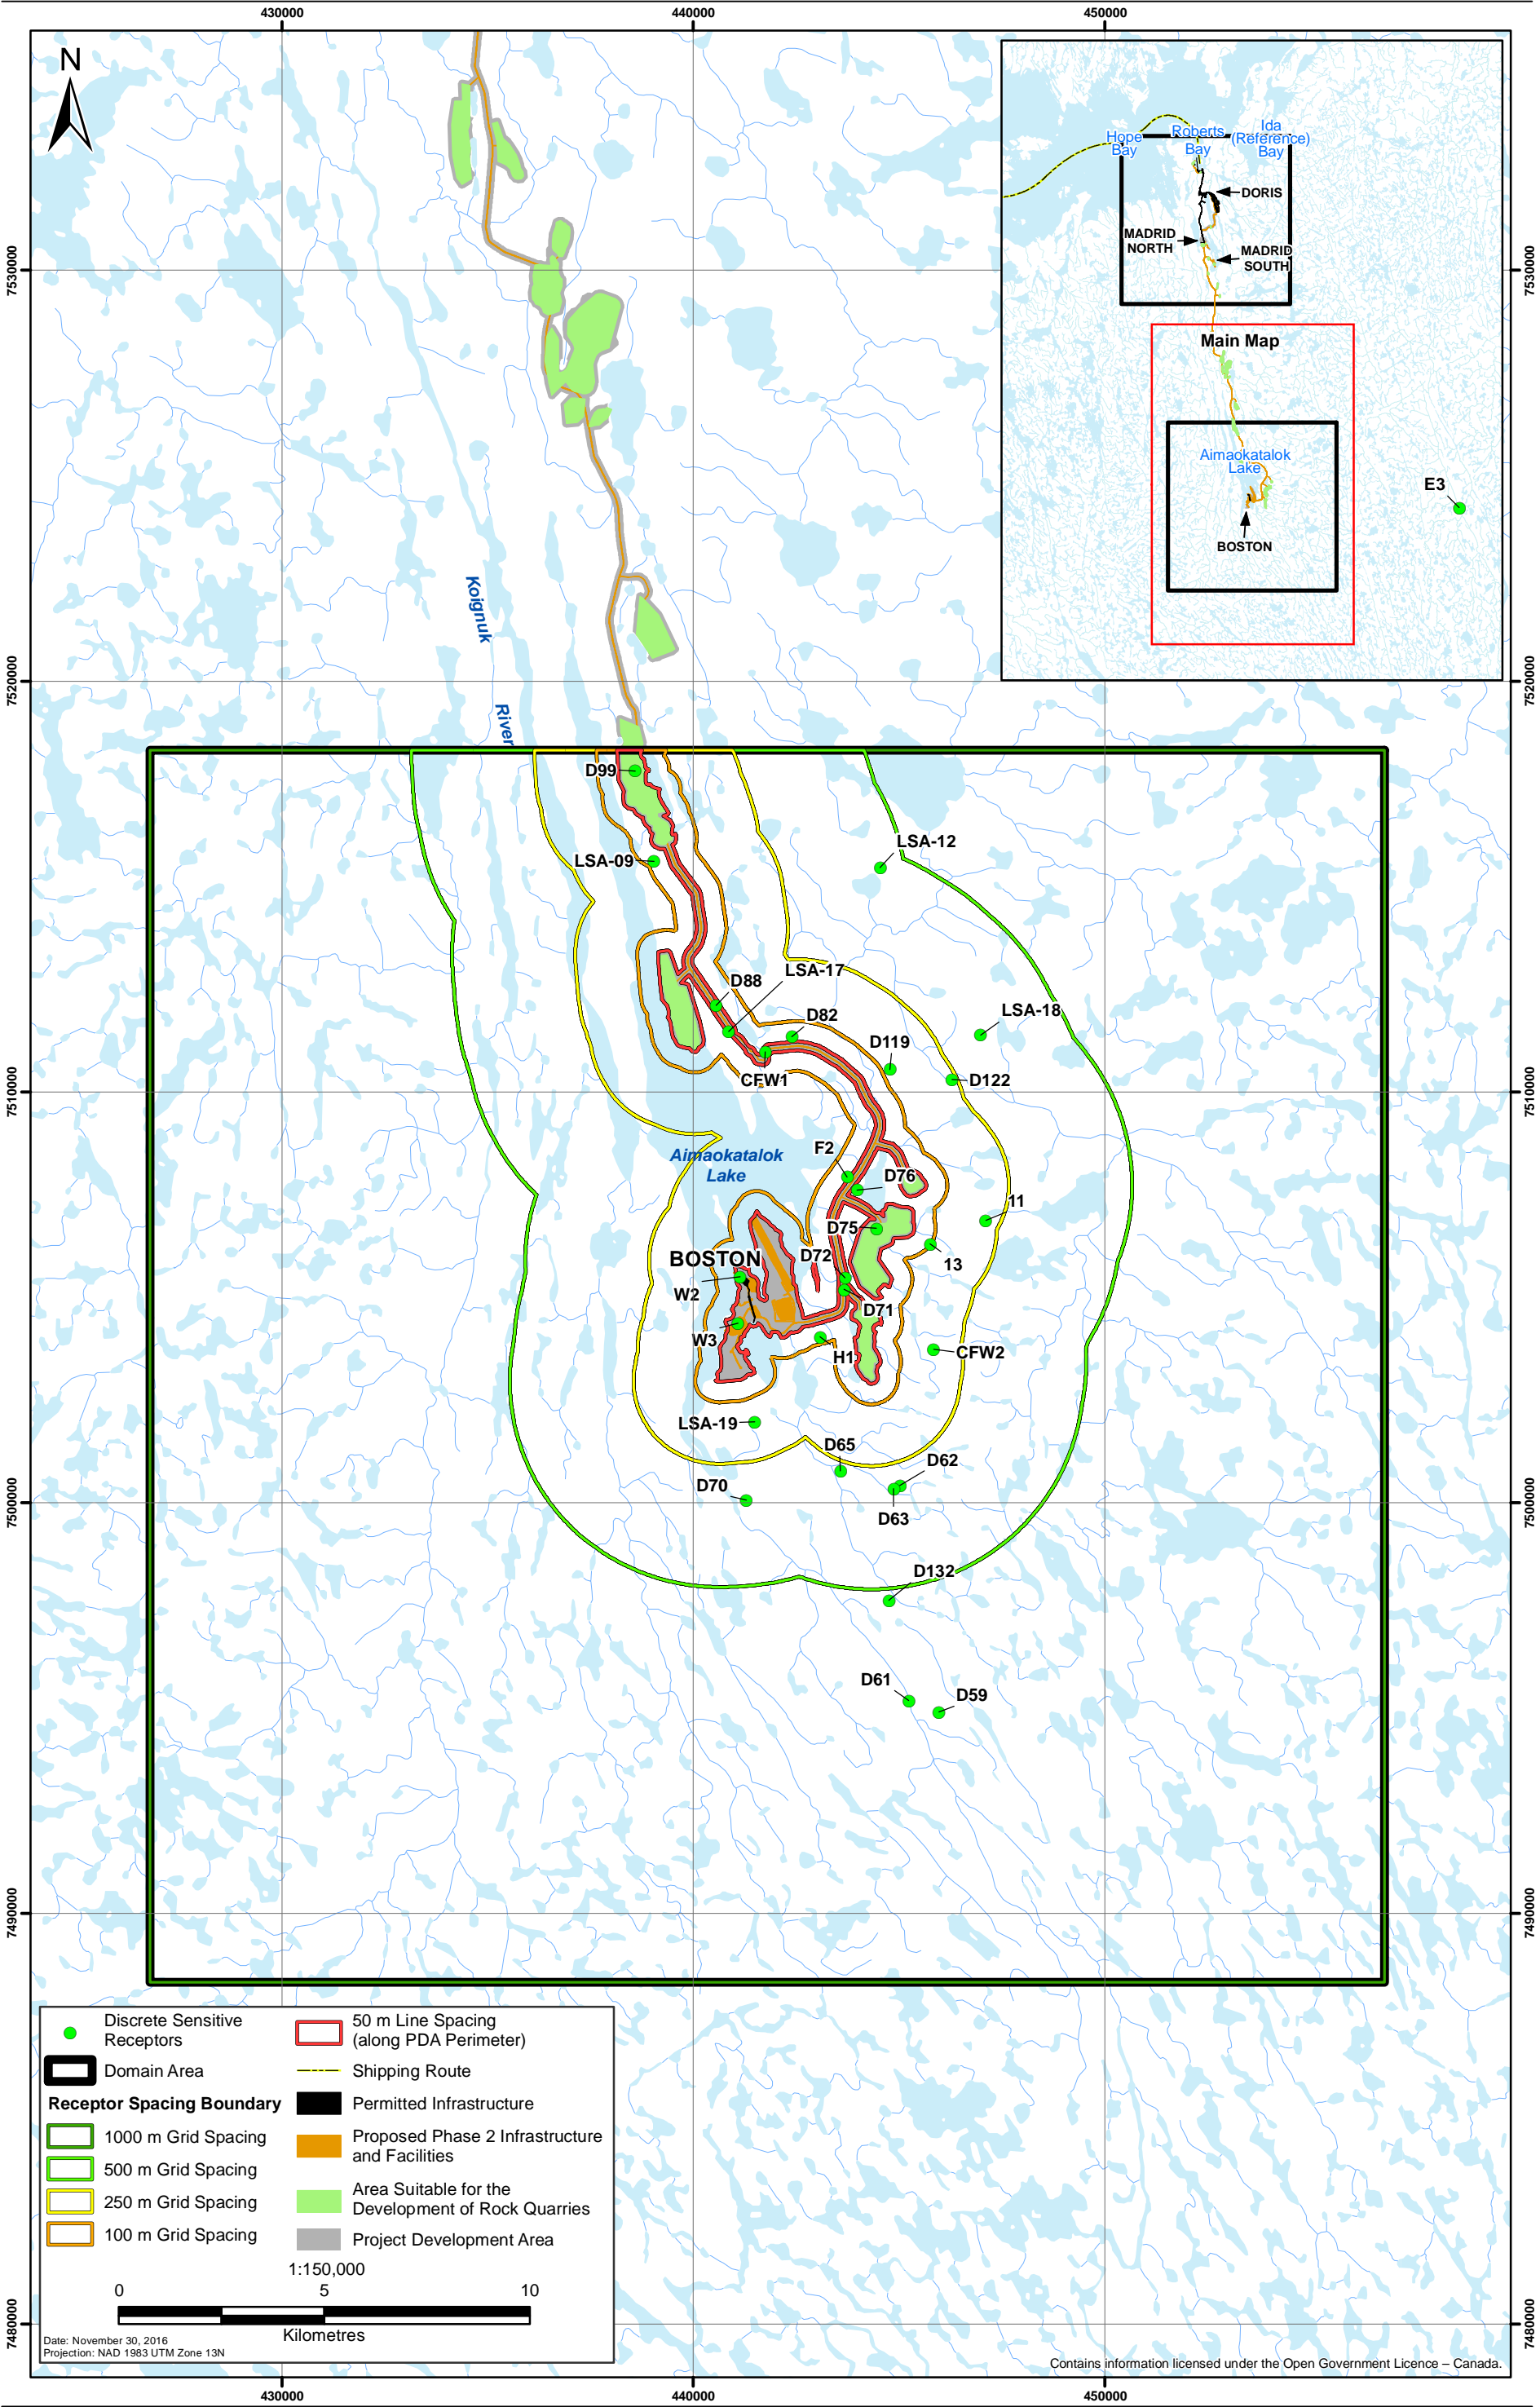 430000
440000
450000
N
Hope
Bay
Roberts
Bay
Ida
(Reference)
Bay
DORIS
MADRID
NORTH
MADRID
SOUTH
7530000
7530000
Main Map
Aimaokatalok
Lake
E3
BOSTON
Koignuk
River
7520000
7520000
D99
LSA-09
LSA-12
LSA-17
D88
D82
LSA-18
D119
CFW1
D122
7510000
7510000
F2
Aimaokatalok
Lake
D76
11
D75
D72
13
BOSTON
W2
D71
W3
H1
CFW2
LSA-19
D65
D62
D70
D63
7500000
7500000
D132
D61
D59
7490000
7490000
Discrete Sensitive
Receptors
Domain Area
Receptor Spacing Boundary
1000 m Grid Spacing
500 m Grid Spacing
250 m Grid Spacing
100 m Grid Spacing
50 m Line Spacing
(along PDA Perimeter)
Shipping Route
Permitted Infrastructure
Proposed Phase 2 Infrastructure
and Facilities
Area Suitable for the
Development of Rock Quarries
Project Development Area
1:150,000
0 5 10
Kilometres
Date: November 30, 2016
Projection: NAD 1983 UTM Zone 13N
7480000
7480000
Contains information licensed under the Open Government Licence – Canada.
430000
440000
450000